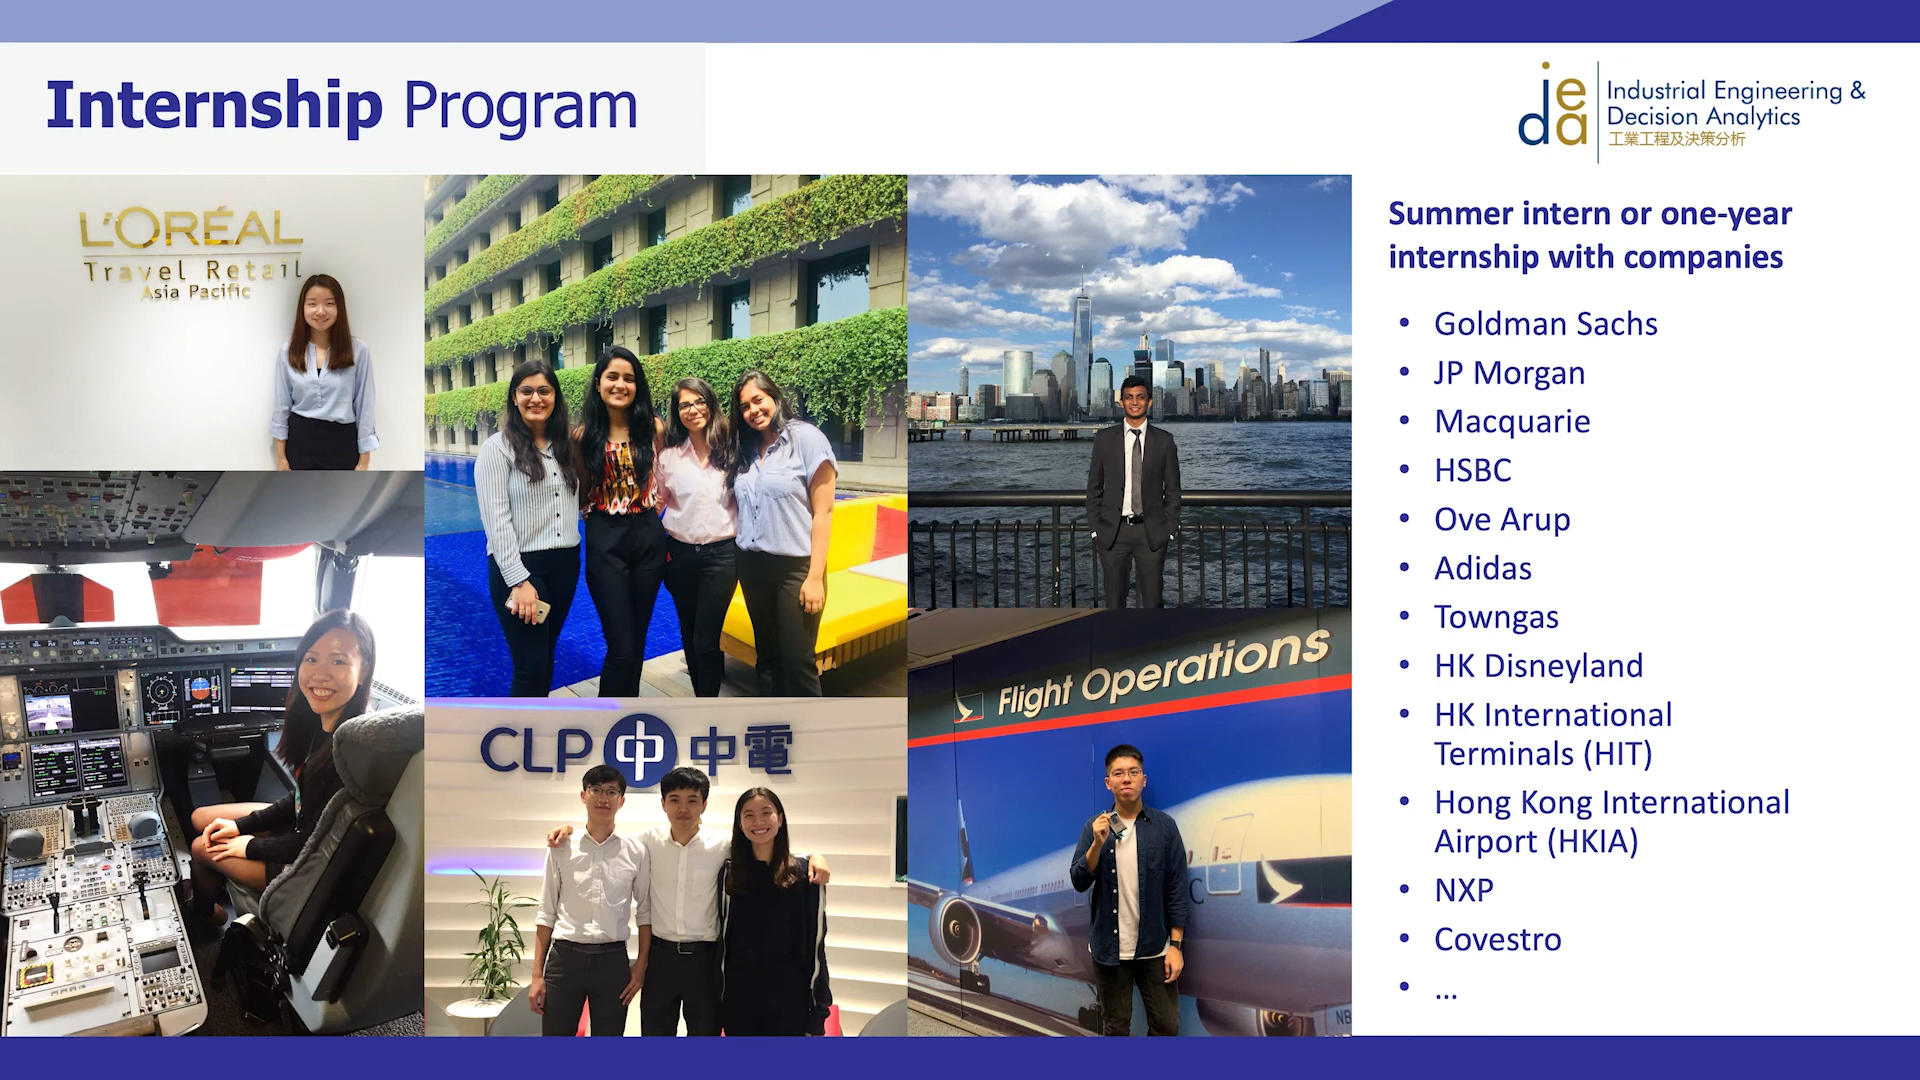 Internship Program
ie
da
Industrial Engineering &
Decision Analytics
工業工程及決策分析
L'ORÉAL
Travel Retail
Asia Pacific
CLP 中電
Flight Operations
Summer intern or one-year
internship with companies
• Goldman Sachs
• JP Morgan
• Macquarie
• HSBC
• Ove Arup
• Adidas
• Towngas
• HK Disneyland
• HK International
Terminals (HIT)
• Hong Kong International
Airport (HKIA)
• NXP
• Covestro
• ...